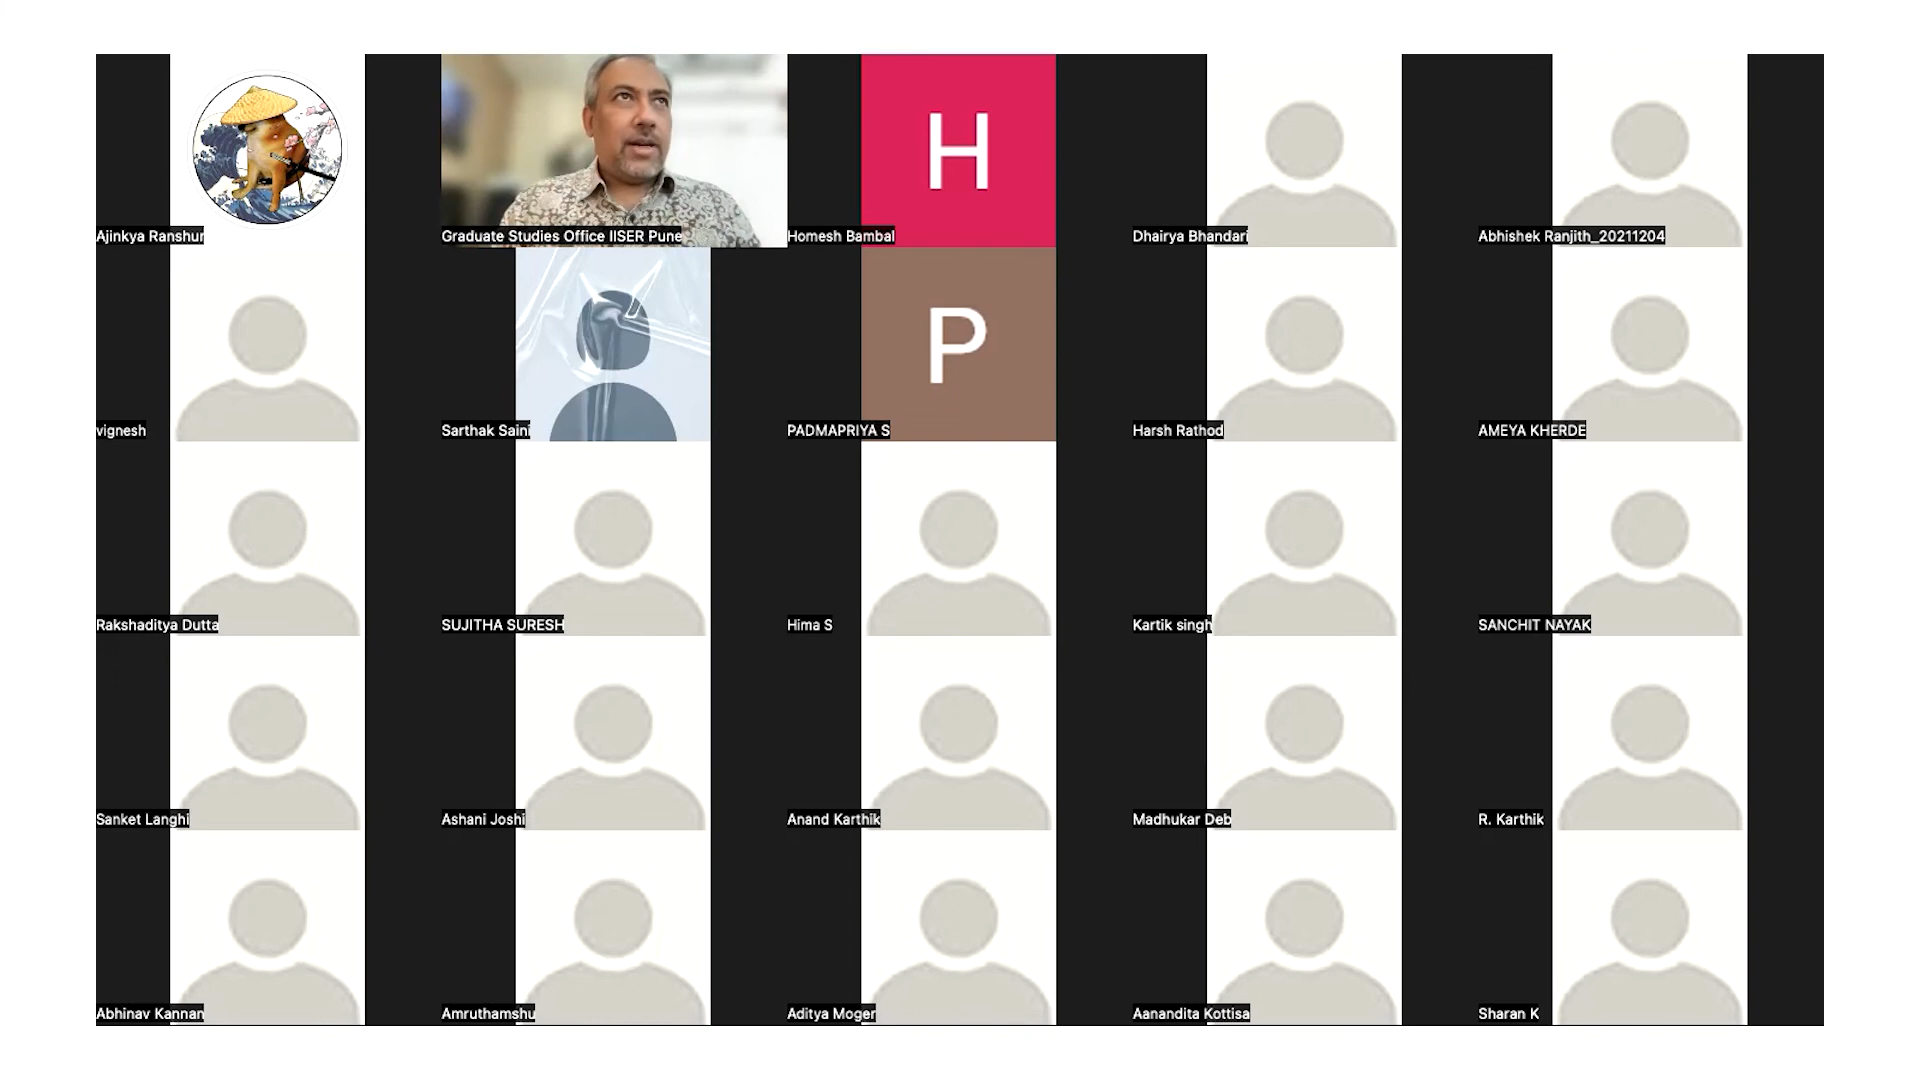 H
Ajinkya Ranshur
Graduate Studies Office IISER Pune
Homesh Bambal
Dhairya Bhandari
Abhishek Ranjith_20211204
P
vignesh
Sarthak Saini
PADMAPRIYA S
Harsh Rathod
AMEYA KHERDE
Rakshaditya Dutta
SUJITHA SURESH
Hima S
Kartik singh
SANCHIT NAYAK
Sanket Langhi
Ashani Joshi
Anand Karthik
Madhukar Deb
R. Karthik
Abhinav Kannan
Amruthamshu
Aditya Moger
Aanandita Kottisa
Sharan K